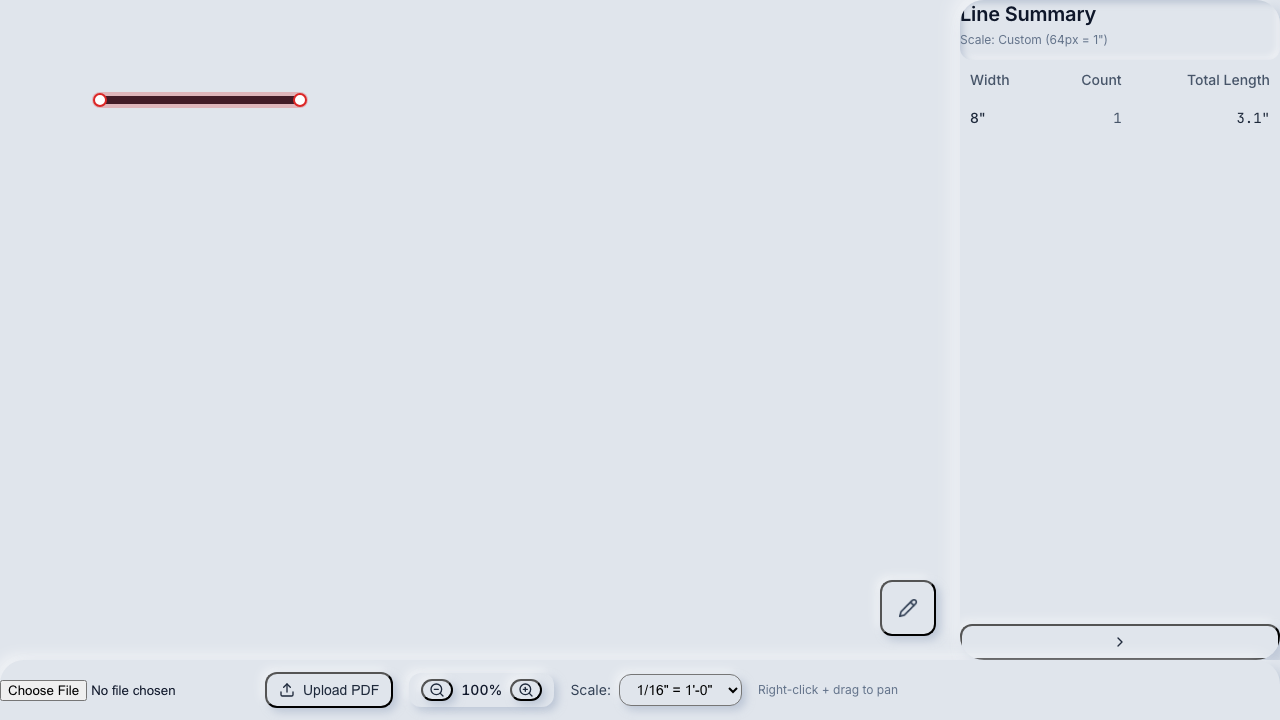 Line Summary
Scale: Custom (64px = 1")
Width Count Total Length
8" 1 3.1"
Choose File No file chosen Upload PDF 100% Scale: 1/16" = 1'-0" Right-click + drag to pan